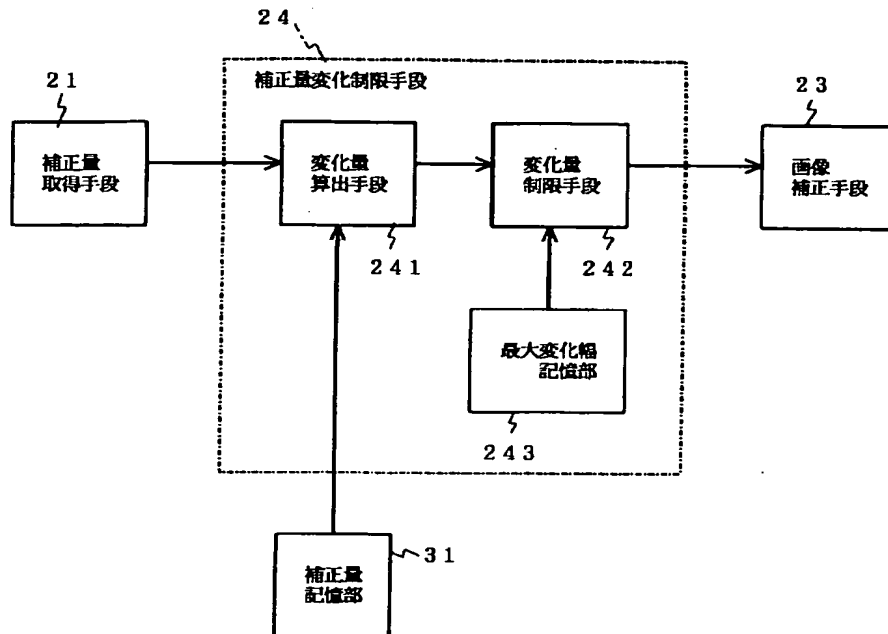 ２４
２１
補正量変化制限手段
２３
補正量
取得手段
変化量
算出手段
変化量
制限手段
画像
補正手段
２４１
２４２
最大変化幅
記憶部
２４３
３１
補正量
記憶部